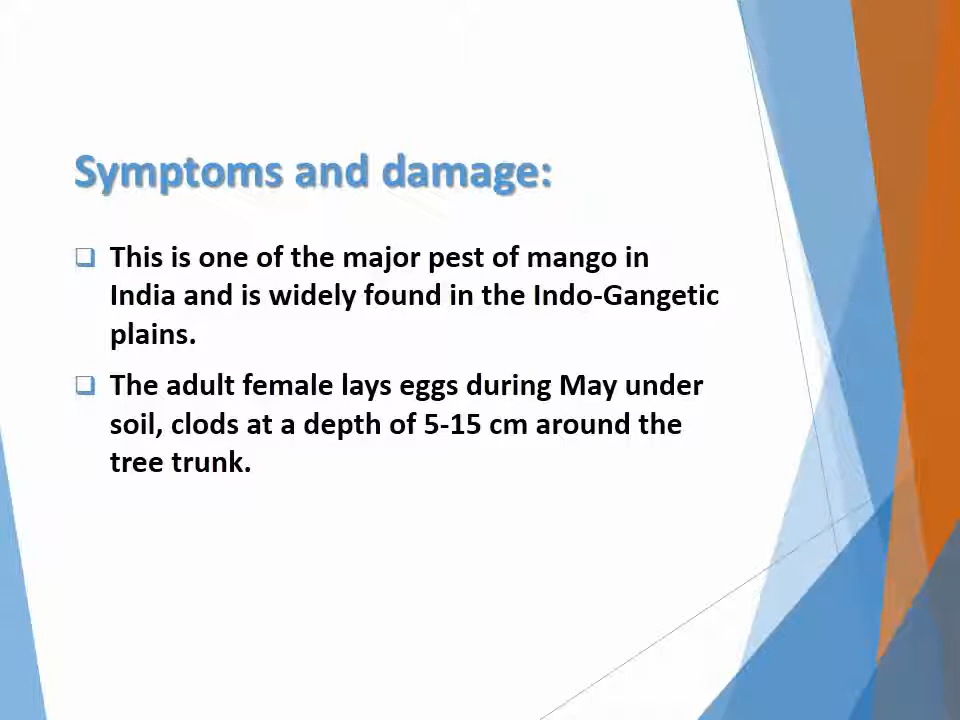 Symptoms and damage:
This is one of the major pest of mango in
India and is widely found in the Indo-Gangetic
plains.
The adult female lays eggs during May under
soil, clods at a depth of 5-15 cm around the
tree trunk.